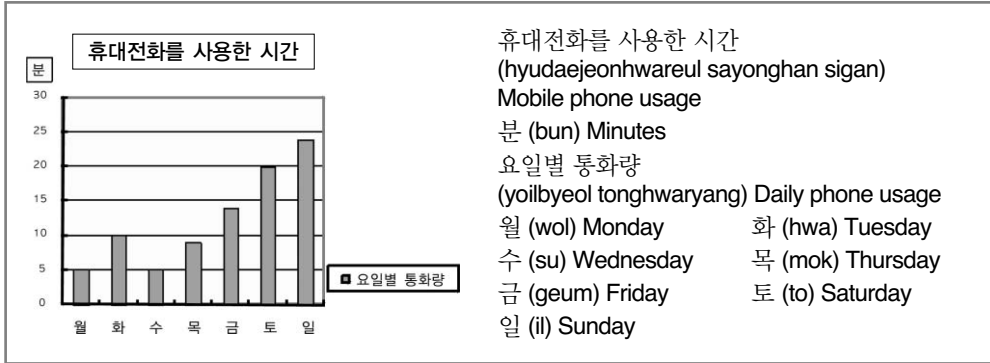 휴대전화를 사용한 시간
분
30
25
20
15
10
5
0
월 화 수 목 금 토 일
요일별 통화량
휴대전화를 사용한 시간
(hyudaejeonhwareul sayonghan sigan)
Mobile phone usage
분 (bun) Minutes
요일별 통화량
(yoilbyeol tonghwaryang) Daily phone usage
월 (wol) Monday 화 (hwa) Tuesday
수 (su) Wednesday 목 (mok) Thursday
금 (geum) Friday 토 (to) Saturday
일 (il) Sunday